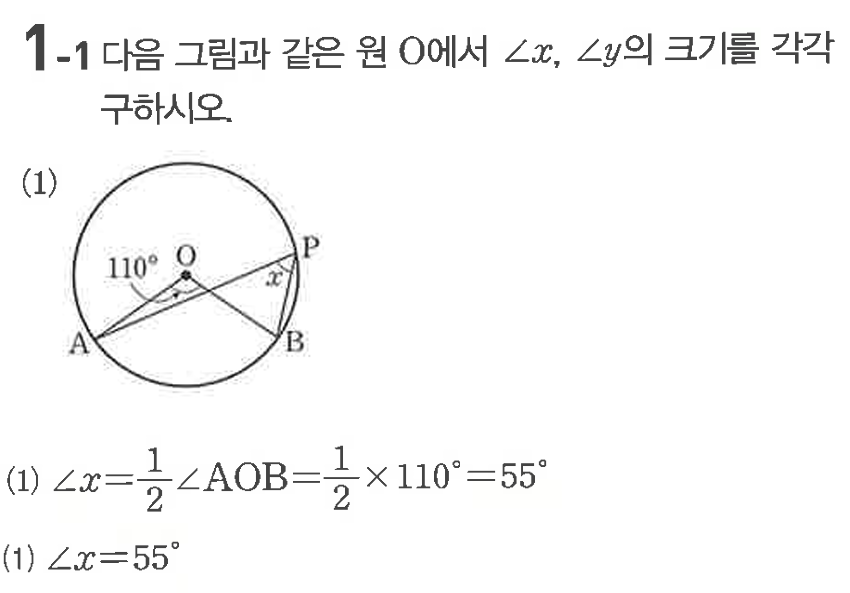 1-1 다음 그림과 같은 원 O에서 ∠x, ∠y의 크기를 각각
구하시오.
(1)
110° O P
x
A B
(1) ∠x=1/2∠AOB=1/2×110°=55°
(1) ∠x=55°